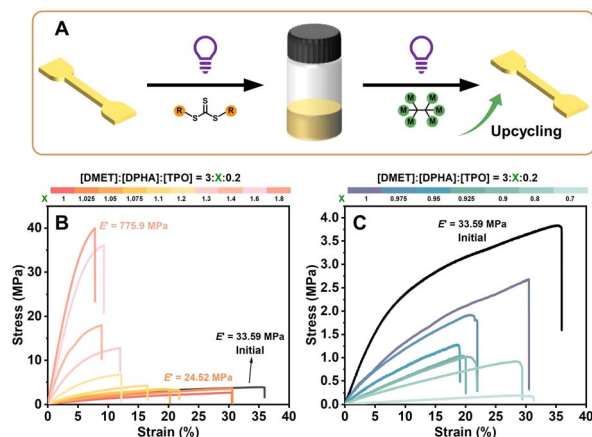 A
R
S
S
S
R
M
M
M
M
M
M
Upcycling
[DMET]:[DPHA]:[TPO] = 3:X:0.2
X 1 1.025 1.05 1.075 1.1 1.2 1.3 1.4 1.6 1.8
B
E' = 775.9 MPa
E' = 33.59 MPa
Initial
E' = 24.52 MPa
Stress (MPa)
40
30
20
10
0
0 5 10 15 20 25 30 35 40
Strain (%)
[DMET]:[DPHA]:[TPO] = 3:X:0.2
X 1 0.975 0.95 0.925 0.9 0.8 0.7
C
E' = 33.59 MPa
Initial
Stress (MPa)
4.0
3.5
3.0
2.5
2.0
1.5
1.0
0.5
0.0
0 5 10 15 20 25 30 35 40
Strain (%)